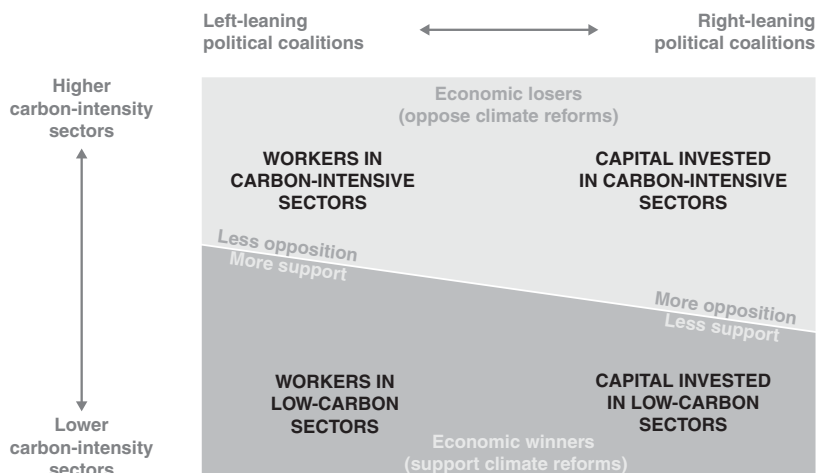 Left-leaning
political coalitions
Right-leaning
political coalitions
Higher
carbon-intensity
sectors
Economic losers
(oppose climate reforms)
WORKERS IN
CARBON-INTENSIVE
SECTORS
CAPITAL INVESTED
IN CARBON-INTENSIVE
SECTORS
Less opposition
More support
More opposition
Less support
WORKERS IN
LOW-CARBON
SECTORS
CAPITAL INVESTED
IN LOW-CARBON
SECTORS
Lower
carbon-intensity
sectors
Economic winners
(support climate reforms)